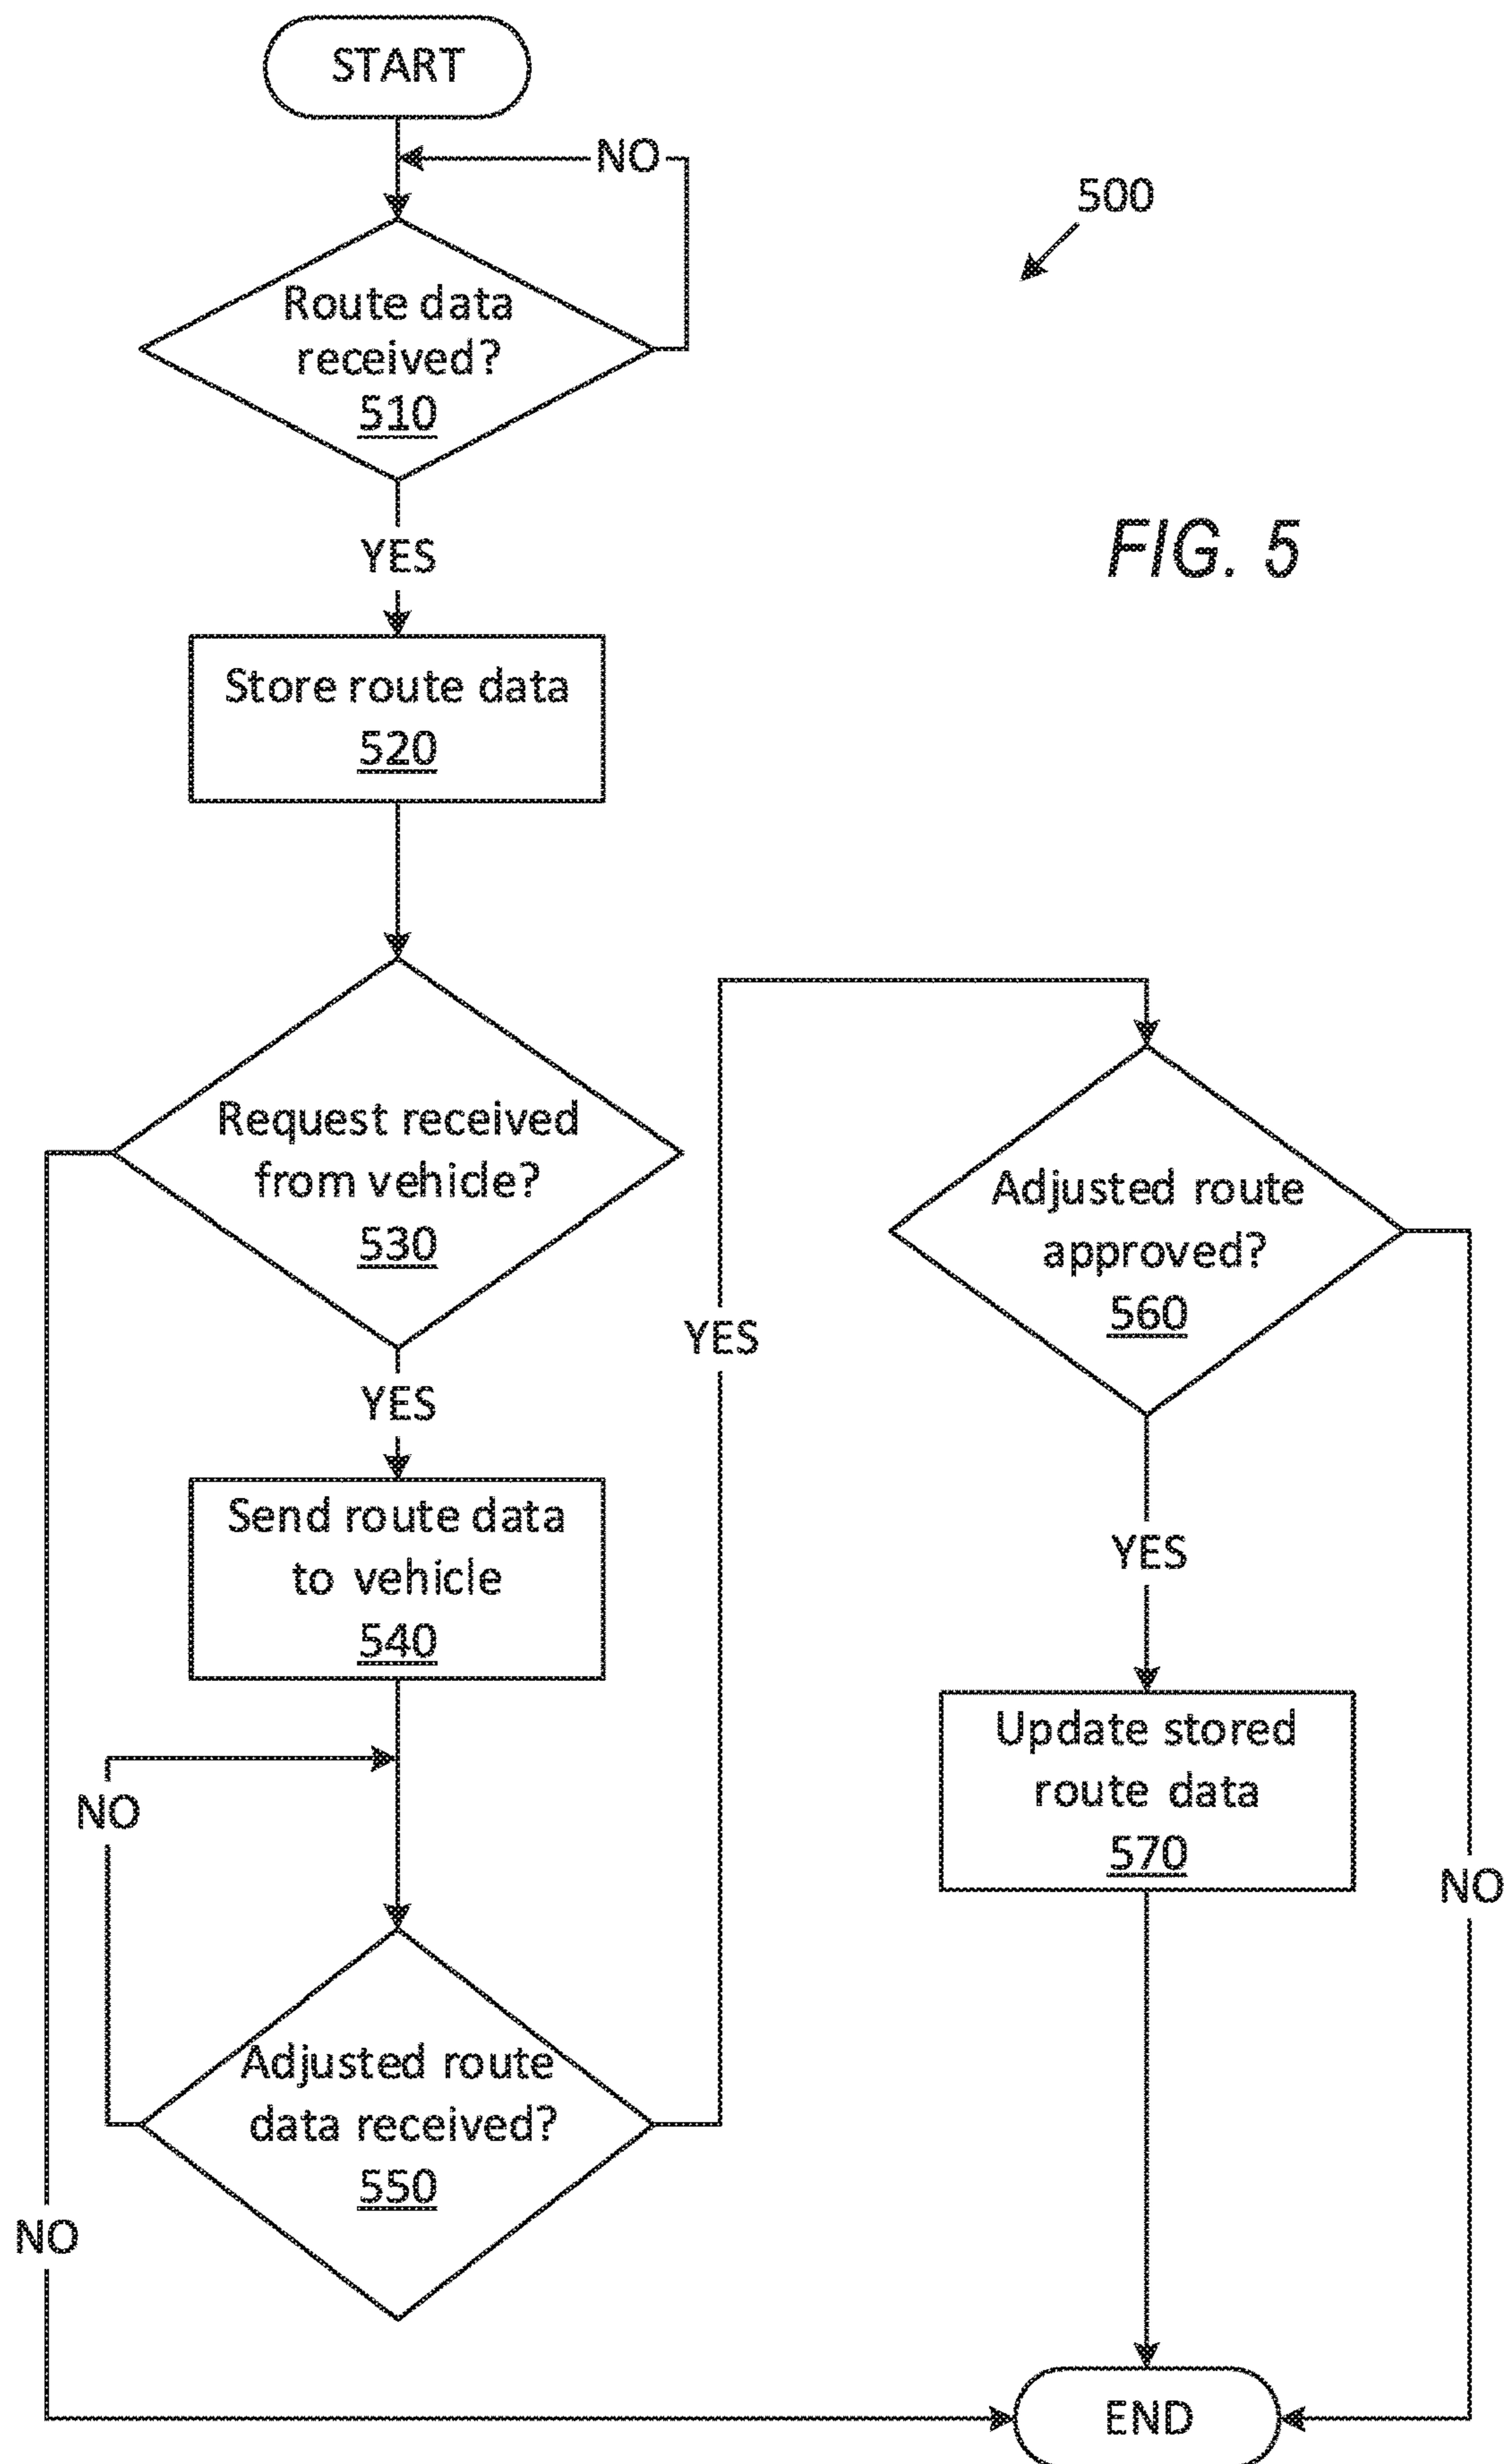 START
NO
500
Route data
received?
510
YES
FIG. 5
Store route data
520
Request received
from vehicle?
530
YES
Send route data
to vehicle
540
NO
Adjusted route
data received?
550
NO
YES
Adjusted route
approved?
560
YES
Update stored
route data
570
NO
END